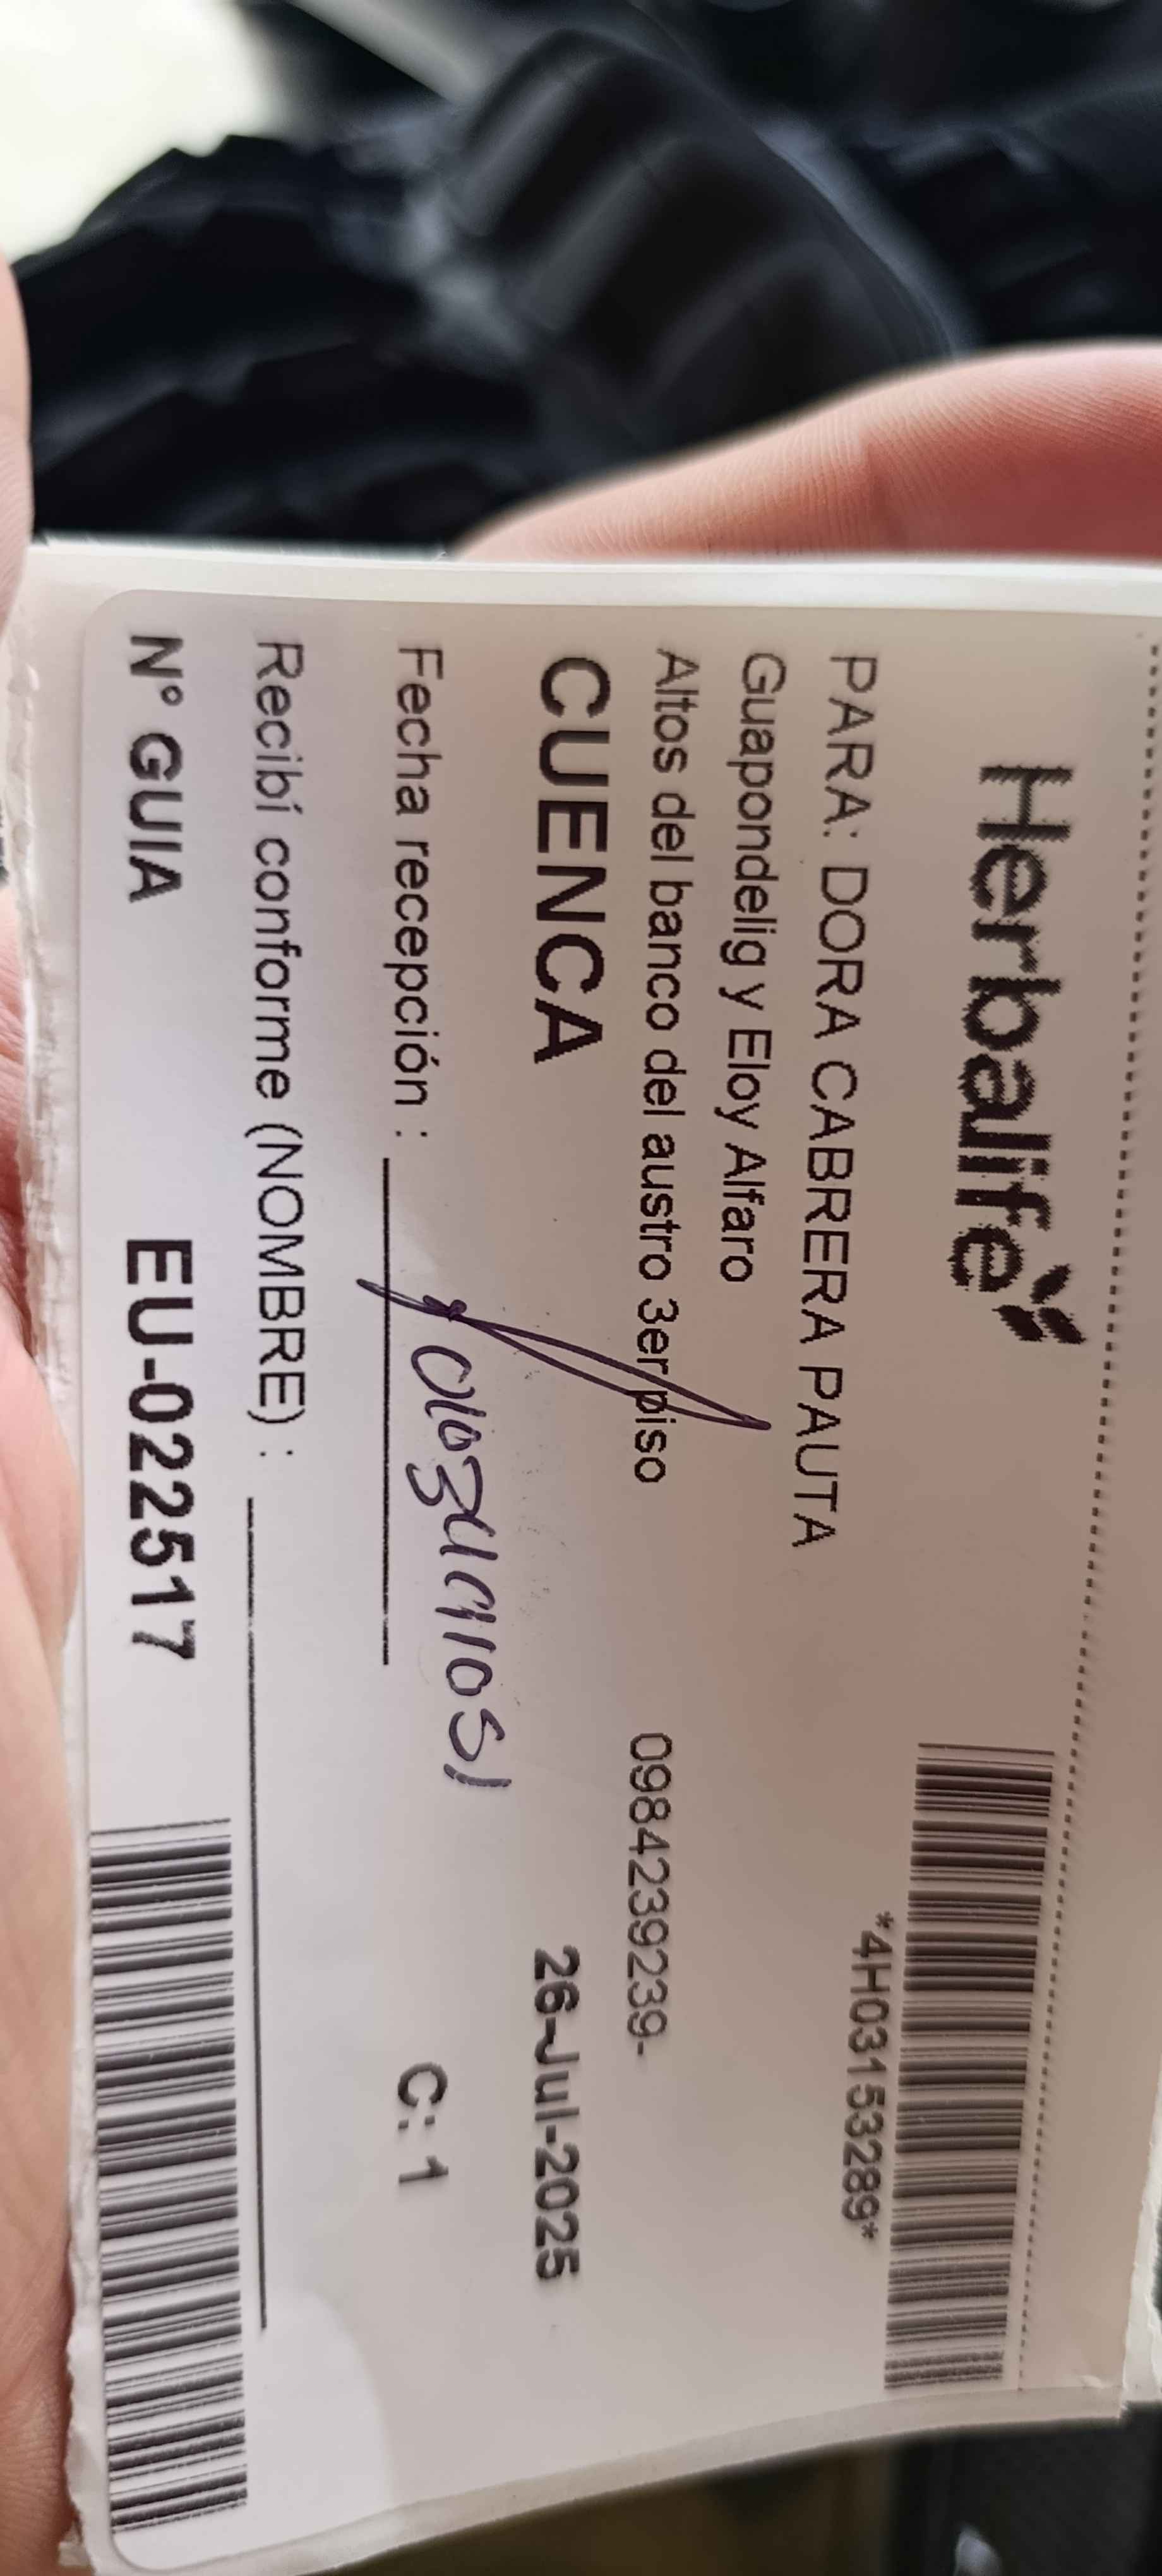 Herbalife
*4H03153289*
PARA: DORA CABRERA PAUTA
Guapondelig y Eloy Alfaro
Altos del banco del austro 3er piso 0984239239-
CUENCA 26-Jul-2025
Fecha recepción : C: 1
Recibí conforme (NOMBRE) :
N° GUIA EU-022517